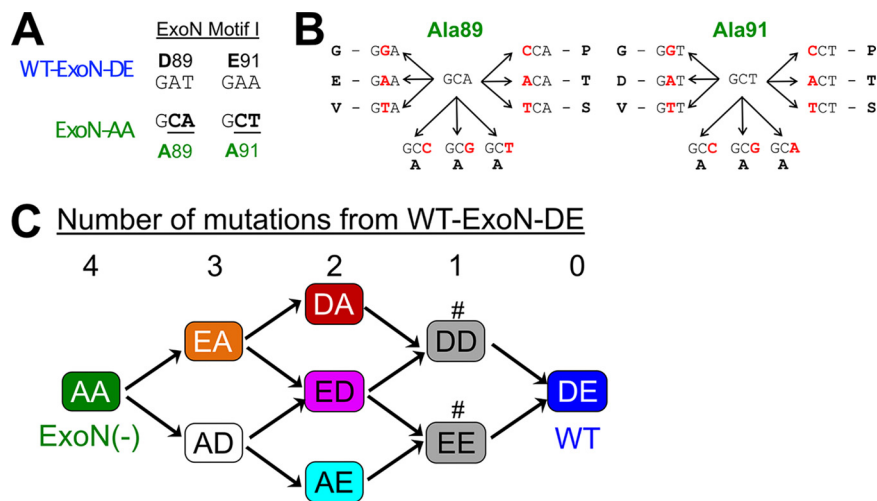 A
ExoN Motif I
WT-ExoN-DE
D89 E91
GAT GAA
ExoN-AA
GCA GCT
A89 A91
B
Ala89
G - GGA CCA - P
E - GAA GCA ACA - T
V - GTA TCA - S
GCC GCG GCT
A A A
Ala91
G - GGT CCT - P
D - GAT GCT ACT - T
V - GTT TCT - S
GCC GCG GCA
A A A
C
Number of mutations from WT-ExoN-DE
4 3 2 1 0
DA
#
EA DD
AA ED DE
ExoN(-) WT
#
AD EE
AE